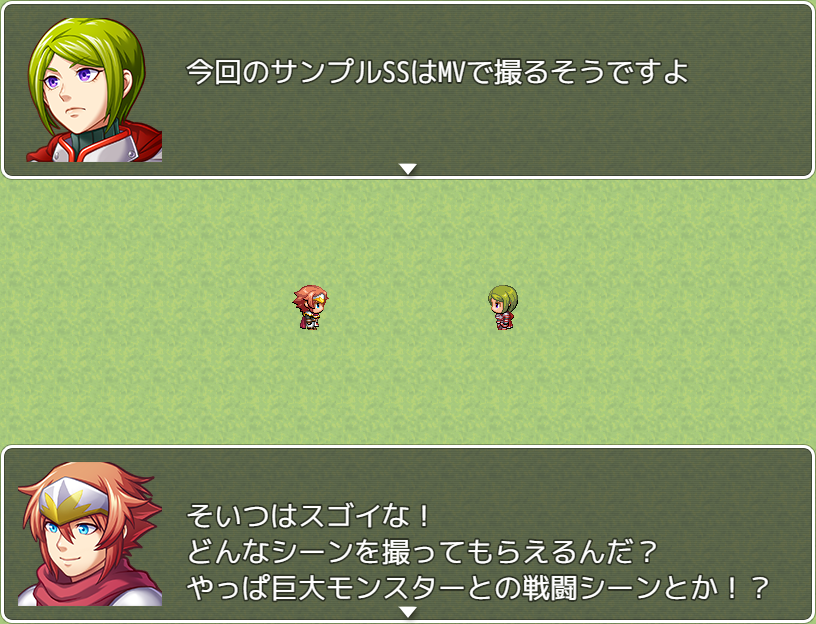 今回のサンプルSSはMVで撮るそうですよ
そいつはスゴイな！
どんなシーンを撮ってもらえるんだ？
やっぱ巨大モンスターとの戦闘シーンとか！？